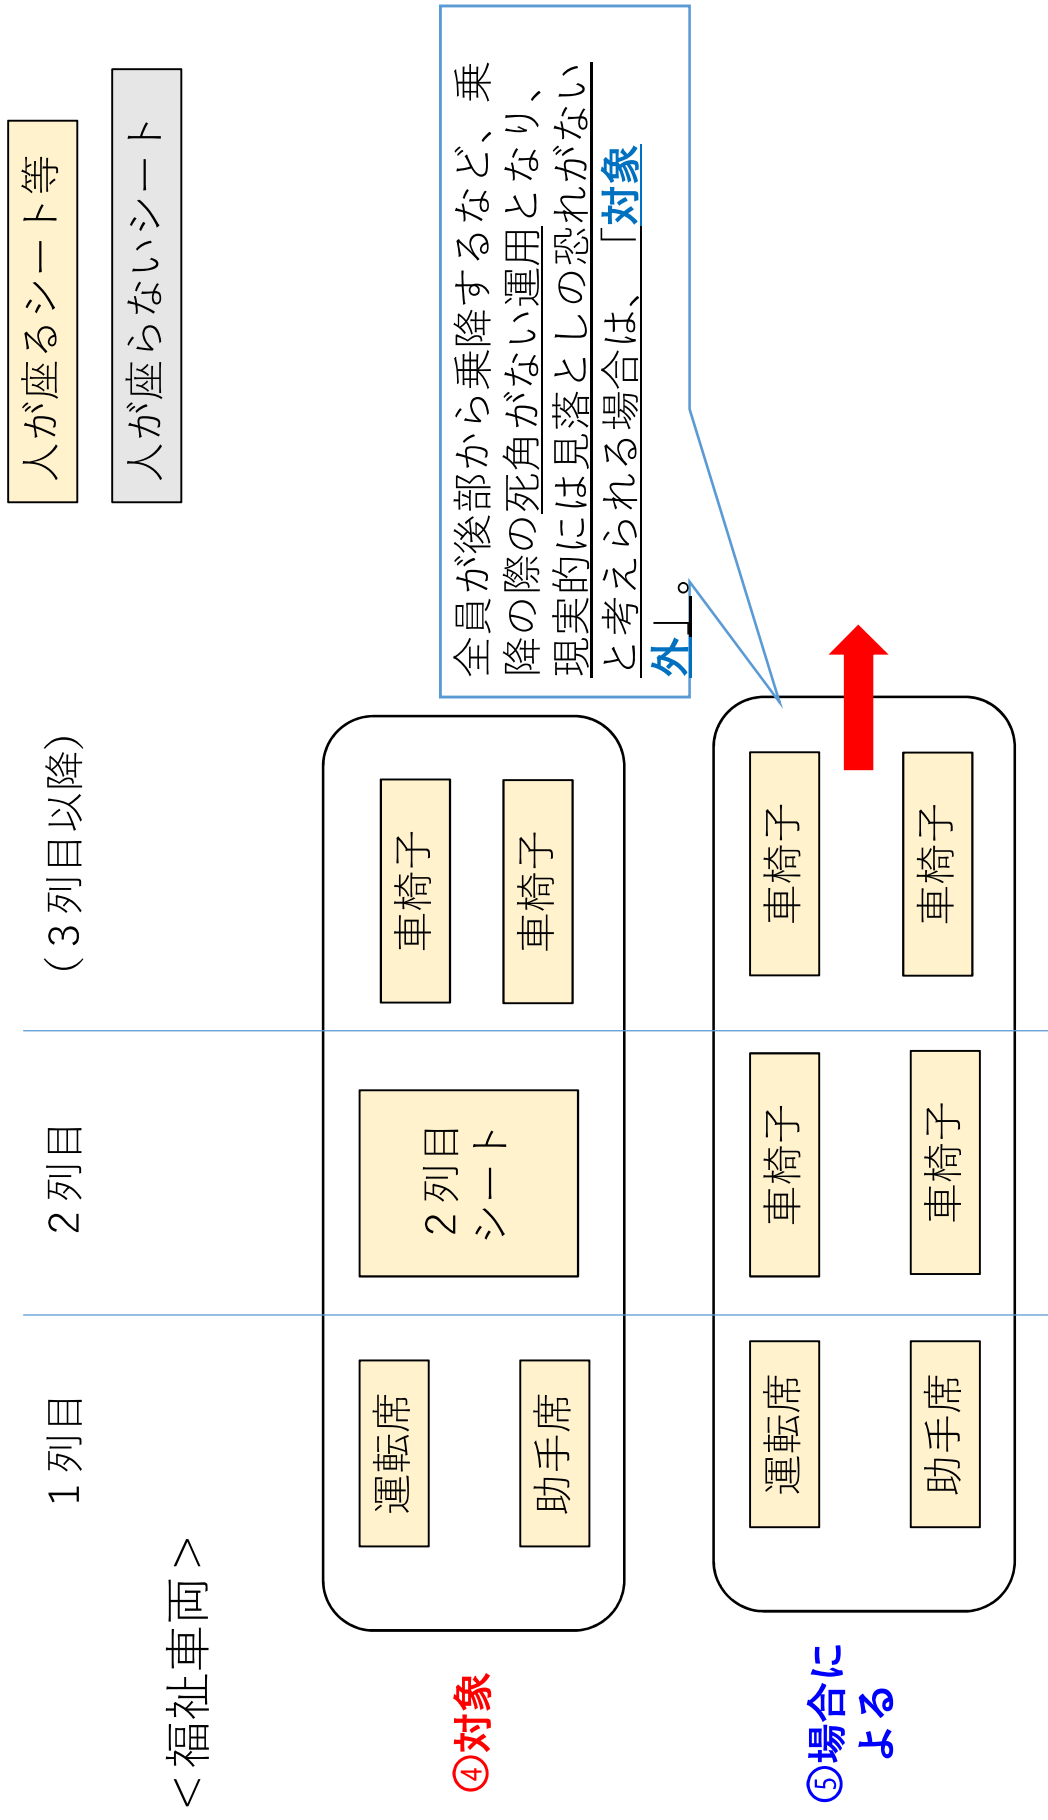 ＜福祉車両＞
1列目
2列目
（3列目以降）
人が座るシート等
人が座らないシート
④対象
運転席
助手席
2列目
シート
車椅子
車椅子
全員が後部から乗降するなど、乗
降の際の死角がない運用となり、
現実的には見落としの恐れがない
と考えられる場合は、「対象
外」。
⑤場合に
よる
運転席
助手席
車椅子
車椅子
車椅子
車椅子